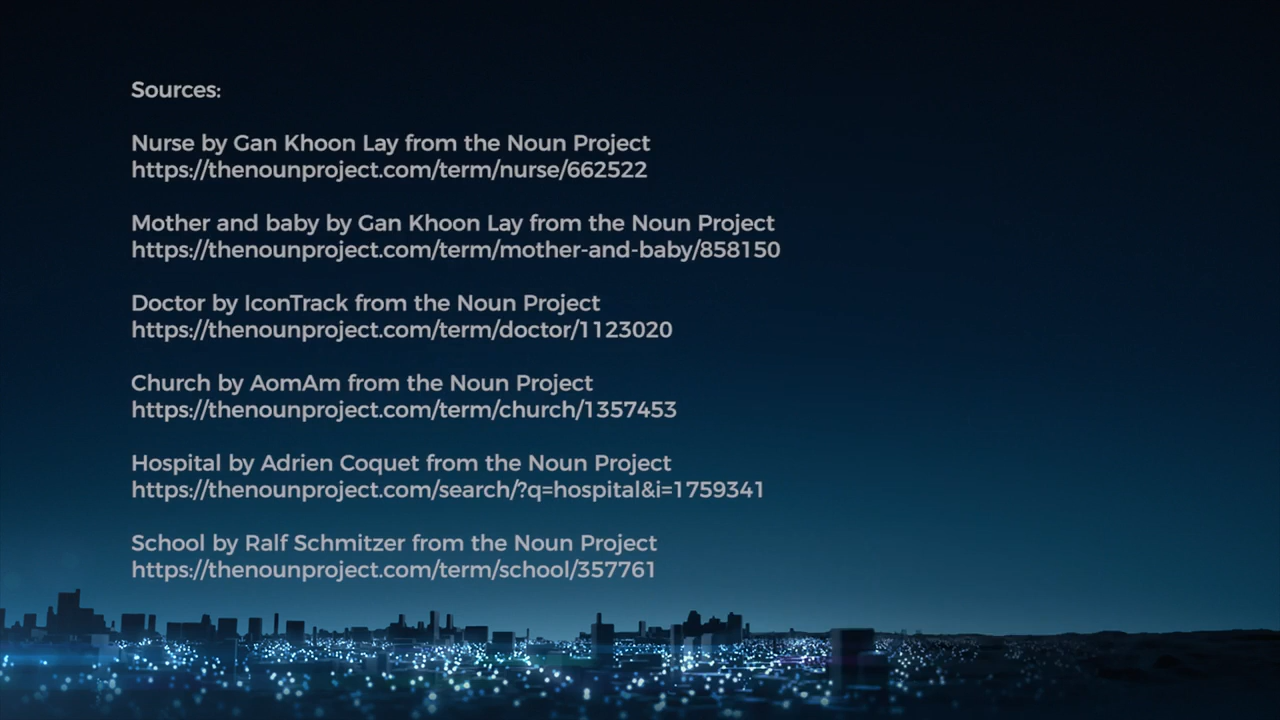 Sources:
Nurse by Gan Khoon Lay from the Noun Project
https://thenounproject.com/term/nurse/662522
Mother and baby by Gan Khoon Lay from the Noun Project
https://thenounproject.com/term/mother-and-baby/858150
Doctor by IconTrack from the Noun Project
https://thenounproject.com/term/doctor/1123020
Church by AomAm from the Noun Project
https://thenounproject.com/term/church/1357453
Hospital by Adrien Coquet from the Noun Project
https://thenounproject.com/search/?q=hospital&i=1759341
School by Ralf Schmitzer from the Noun Project
https://thenounproject.com/term/school/357761